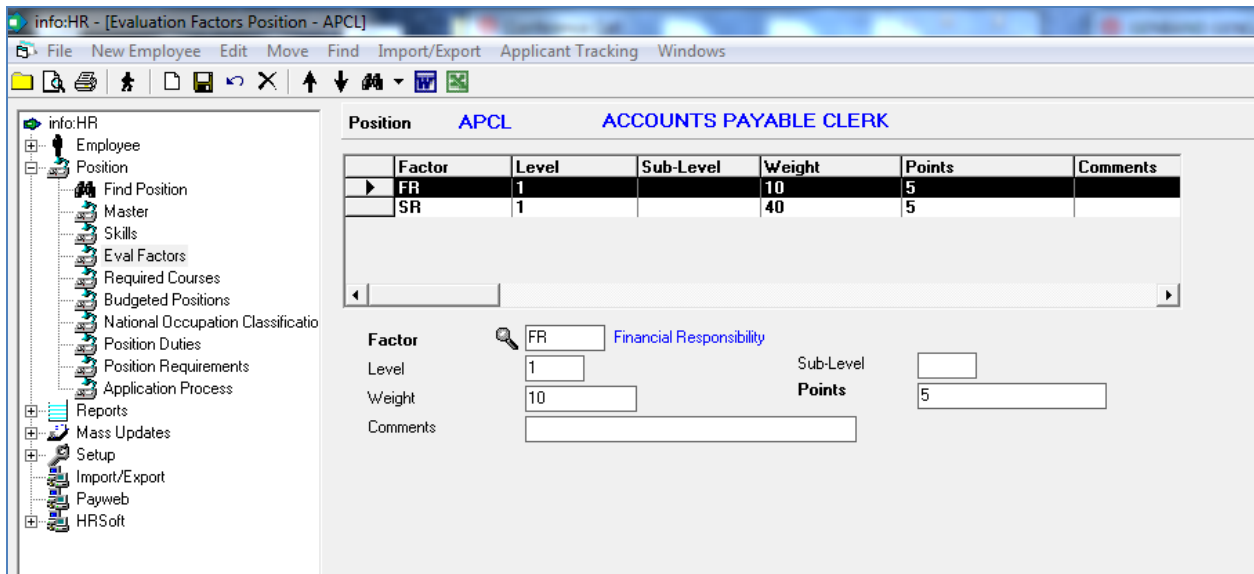 info:HR - [Evaluation Factors Position - APCL]
File New Employee Edit Move Find Import/Export Applicant Tracking Windows
info:HR
Employee
Position
Find Position
Master
Skills
Eval Factors
Required Courses
Budgeted Positions
National Occupation Classificatio
Position Duties
Position Requirements
Application Process
Reports
Mass Updates
Setup
Import/Export
Payweb
HRSoft
Position APCL ACCOUNTS PAYABLE CLERK
Factor Level Sub-Level Weight Points Comments
FR 1 10 5
SR 1 40 5
Factor FR Financial Responsibility
Level 1 Sub-Level
Weight 10 Points 5
Comments